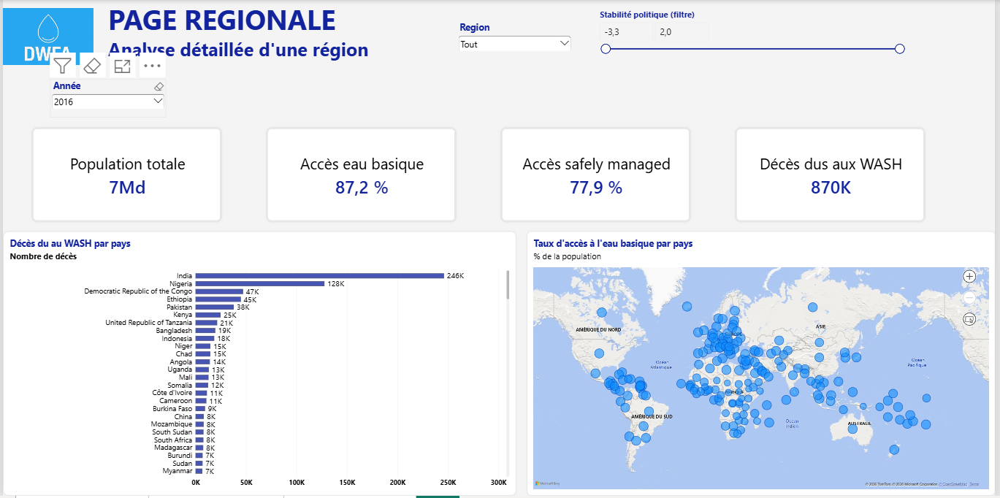 DWFA
PAGE REGIONALE
Analyse détaillée d'une région
Region
Tout
Stabilité politique (filtre)
-3,3
2,0
Année
2016
Population totale
7Md
Accès eau basique
87,2 %
Accès safely managed
77,9 %
Décès dus aux WASH
870K
Décès du au WASH par pays
Nombre de décès
India 246K
Nigeria 128K
Democratic Republic of the Congo 47K
Ethiopia 45K
Pakistan 38K
Kenya 25K
United Republic of Tanzania 21K
Bangladesh 19K
Indonesia 18K
Niger 15K
Chad 15K
Angola 14K
Uganda 13K
Mali 13K
Somalia 12K
Côte d'Ivoire 11K
Cameroon 11K
Burkina Faso 9K
China 8K
Mozambique 8K
South Sudan 8K
South Africa 8K
Madagascar 8K
Burundi 7K
Sudan 7K
Myanmar 7K
0K 50K 100K 150K 200K 250K 300K
Taux d'accès à l'eau basique par pays
% de la population
AMÉRIQUE DU NORD
EUROPE
ASIE
Océan
Atlantique
Océan
Pacifique
AFRIQUE
AMÉRIQUE DU SUD
Océan
Indien
AUSTRALIE
Microsoft Bing
© 2026 TomTom, © 2026 Microsoft Corporation, © OpenStreetMap Terms